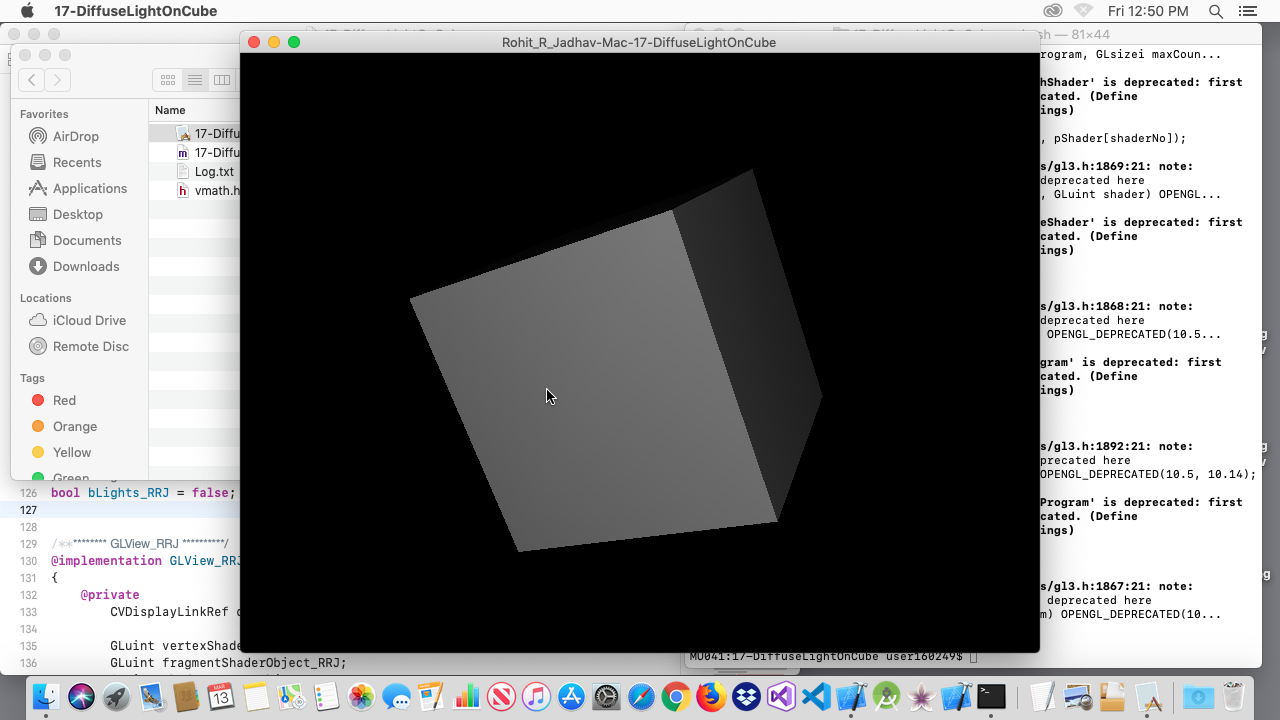 17-DiffuseLightOnCube
Fri 12:50 PM
Rohit_R_Jadhav-Mac-17-DiffuseLightOnCube
— 81×44
Favorites
AirDrop
Recents
Applications
Desktop
Documents
Downloads
Locations
iCloud Drive
Remote Disc
Tags
Red
Orange
Yellow
Green
Name
17-Diffu
17-Diffu
Log.txt
vmath.h
126 bool bLights_RRJ = false;
127
128
129 /********** GLView_RRJ **********/
130 @implementation GLView_RRJ
131 {
132 @private
133 CVDisplayLinkRef
134
135 GLuint vertexShade
136 GLuint fragmentShaderObject_RRJ;
rogram, GLsizei maxCoun...
hShader' is deprecated: first
cated. (Define
ings)
, pShader[shaderNo]);
s/gl3.h:1869:21: note:
deprecated here
, GLuint shader) OPENGL...
eShader' is deprecated: first
cated. (Define
ings)
s/gl3.h:1868:21: note:
deprecated here
OPENGL_DEPRECATED(10.5...
gram' is deprecated: first
cated. (Define
ings)
s/gl3.h:1892:21: note:
precated here
OPENGL_DEPRECATED(10.5, 10.14);
Program' is deprecated: first
cated. (Define
ings)
s/gl3.h:1867:21: note:
deprecated here
m) OPENGL_DEPRECATED(10...
MU041:17-DiffuseLightOnCube user160249$
MAR
13